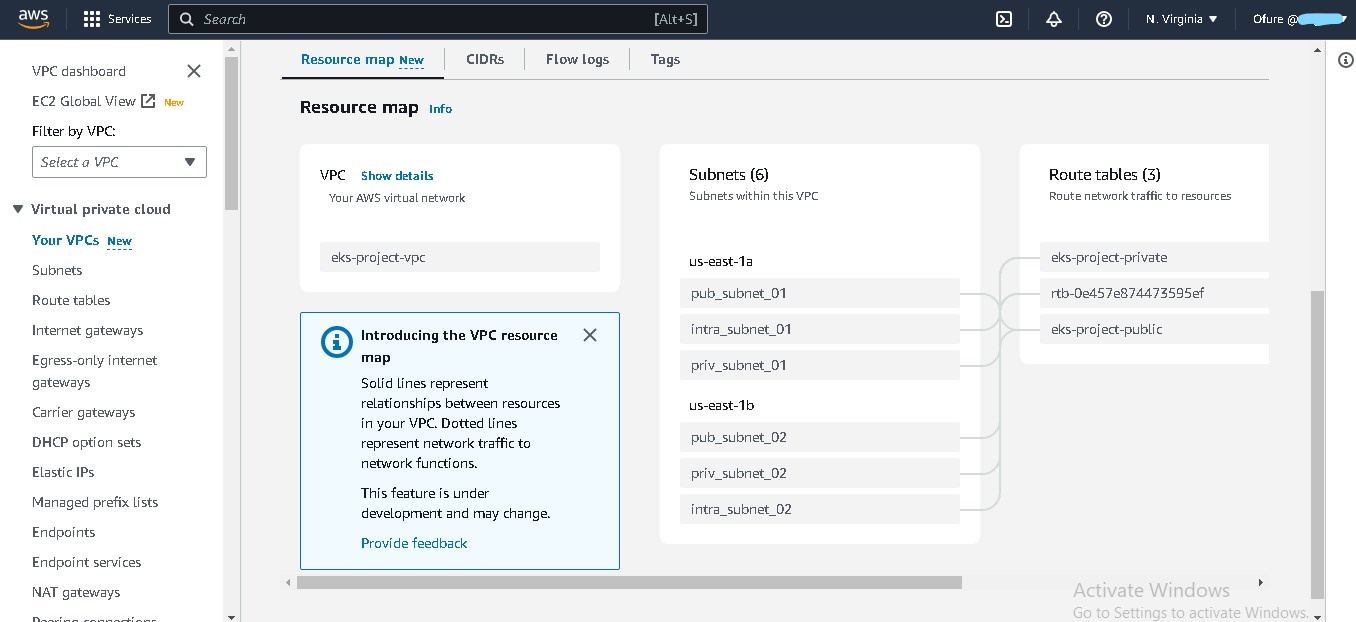 aws
Services
Search
[Alt+S]
N. Virginia
Ofure @
VPC dashboard
EC2 Global View New
Filter by VPC:
Select a VPC
Virtual private cloud
Your VPCs New
Subnets
Route tables
Internet gateways
Egress-only internet
gateways
Carrier gateways
DHCP option sets
Elastic IPs
Managed prefix lists
Endpoints
Endpoint services
NAT gateways
Peering connections
Resource map New
CIDRs
Flow logs
Tags
Resource map Info
VPC Show details
Your AWS virtual network
eks-project-vpc
Introducing the VPC resource
map
Solid lines represent
relationships between resources
in your VPC. Dotted lines
represent network traffic to
network functions.
This feature is under
development and may change.
Provide feedback
Subnets (6)
Subnets within this VPC
us-east-1a
pub_subnet_01
intra_subnet_01
priv_subnet_01
us-east-1b
pub_subnet_02
priv_subnet_02
intra_subnet_02
Route tables (3)
Route network traffic to resources
eks-project-private
rtb-0e457e874473595ef
eks-project-public
Activate Windows
Go to Settings to activate Windows.